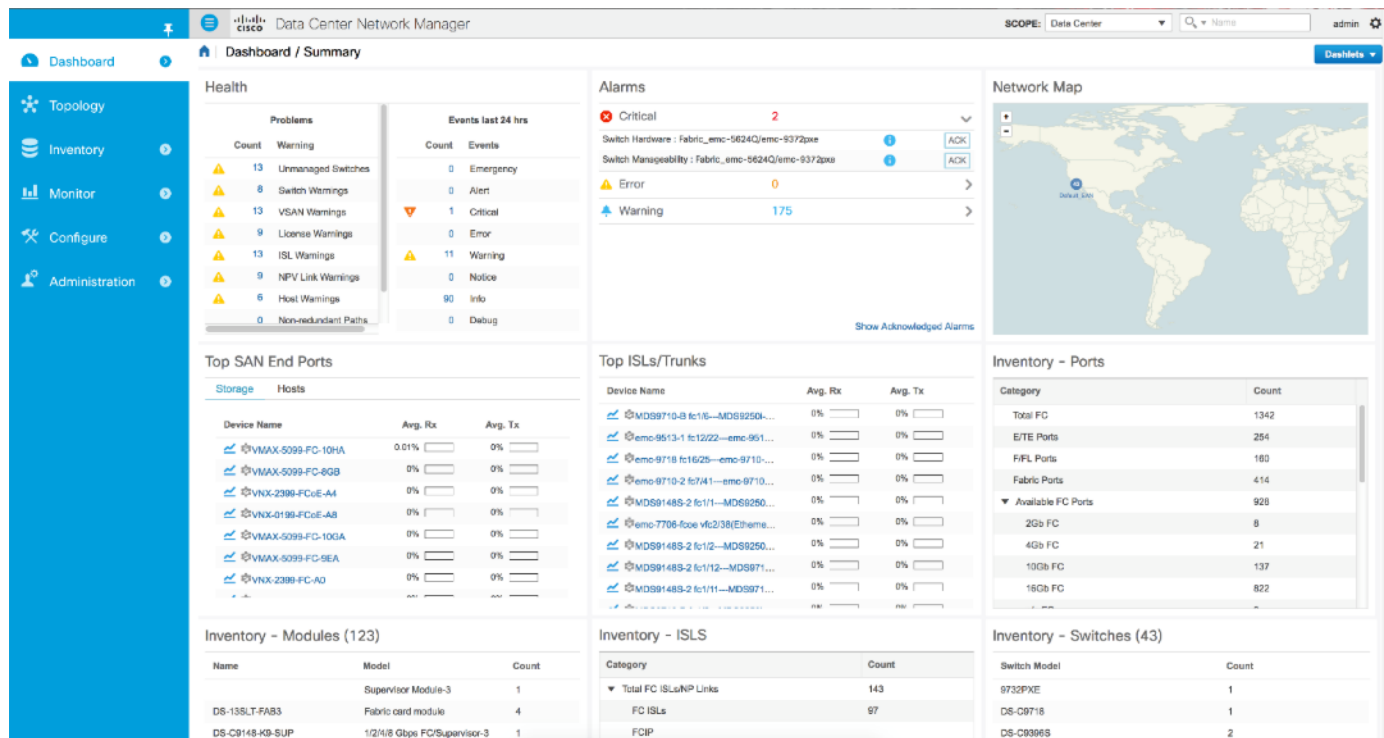 cisco Data Center Network Manager
SCOPE: Data Center
Name
admin
Dashboard
Topology
Inventory
Monitor
Configure
Administration
Dashboard / Summary
Dashlets
Health
Problems
Count Warning
13 Unmanaged Switches
8 Switch Warnings
13 VSAN Warnings
9 License Warnings
13 ISL Warnings
9 NPV Link Warnings
6 Host Warnings
0 Non-redundant Paths
Events last 24 hrs
Count Events
0 Emergency
0 Alert
1 Critical
0 Error
11 Warning
0 Notice
90 Info
0 Debug
Alarms
Critical 2
Switch Hardware : Fabric_emc-5624Q/emc-9372pxe ACK
Switch Manageability : Fabric_emc-5624Q/emc-9372pxe ACK
Error 0
Warning 175
Show Acknowledged Alarms
Network Map
+
-
43
Default_SAN
Top SAN End Ports
Storage Hosts
Device Name Avg. Rx Avg. Tx
VMAX-5099-FC-10HA 0.01% 0%
VMAX-5099-FC-8GB 0% 0%
VNX-2399-FCoE-A4 0% 0%
VNX-0199-FCoE-A8 0% 0%
VMAX-5099-FC-10GA 0% 0%
VMAX-5099-FC-9EA 0% 0%
VNX-2399-FC-A0 0% 0%
Top ISLs/Trunks
Device Name Avg. Rx Avg. Tx
MDS9710-B fc1/6---MDS9250i-... 0% 0%
emc-9513-1 fc12/22---emc-951... 0% 0%
emc-9718 fc16/25---emc-9710-... 0% 0%
emc-9710-2 fc7/41---emc-9710... 0% 0%
MDS9148S-2 fc1/1---MDS9250... 0% 0%
emc-7706-fcoe vfc2/38(Etheme... 0% 0%
MDS9148S-2 fc1/2---MDS9250... 0% 0%
MDS9148S-2 fc1/12---MDS971... 0% 0%
MDS9148S-2 fc1/11---MDS971... 0% 0%
Inventory - Ports
Category Count
Total FC 1342
E/TE Ports 254
F/FL Ports 160
Fabric Ports 414
Available FC Ports 928
2Gb FC 8
4Gb FC 21
10Gb FC 137
16Gb FC 822
Inventory - Modules (123)
Name Model Count
Supervisor Module-3 1
DS-13SLT-FAB3 Fabric card module 4
DS-C9148-K9-SUP 1/2/4/8 Gbps FC/Supervisor-3 1
Inventory - ISLS
Category Count
Total FC ISLs/NP Links 143
FC ISLs 97
FCIP
Inventory - Switches (43)
Switch Model Count
9732PXE 1
DS-C9718 1
DS-C9396S 2